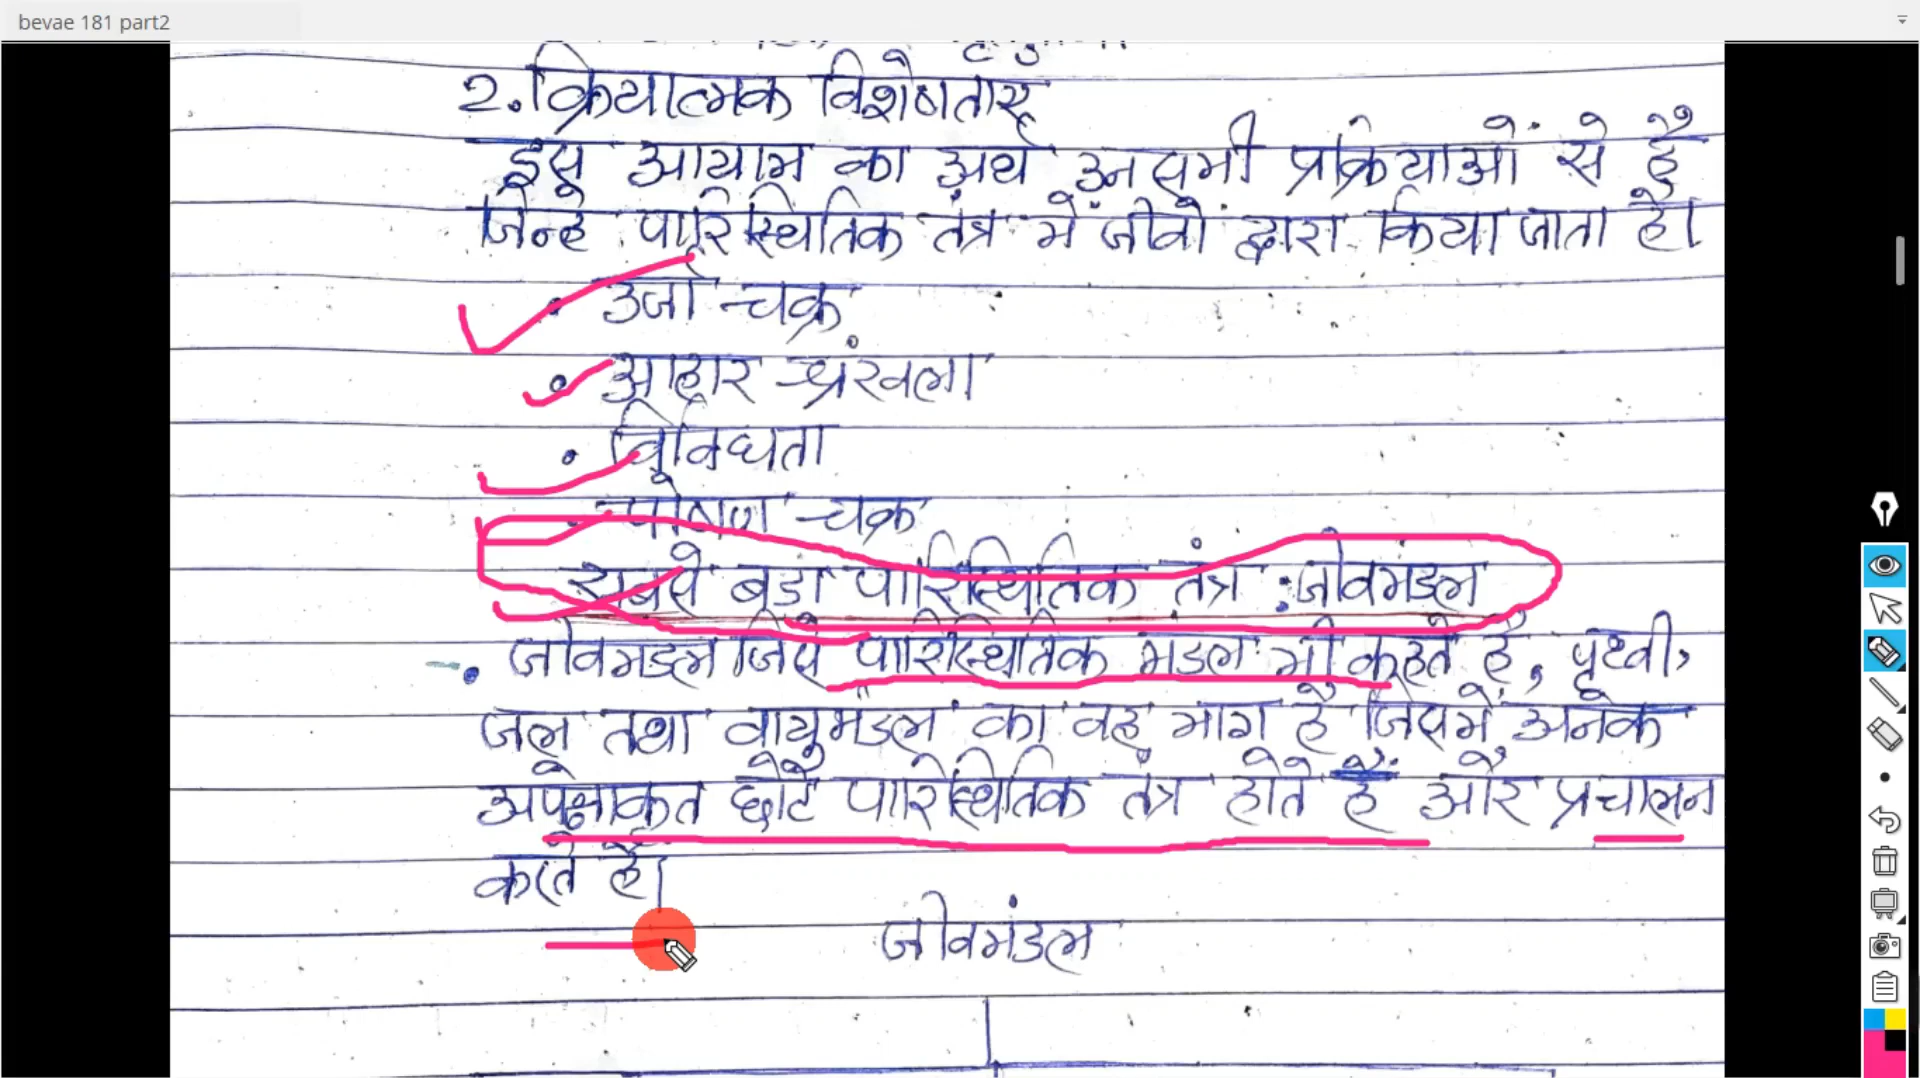 bevae 181 part2
2. क्रियात्मक विशेषताए
इस आयाम का अर्थ उन सभी प्रक्रियाओं से है
जिन्हे पारिस्थितिक तंत्र में जीवो द्वारा किया जाता है।
• उर्जा चक्र
• आहार श्रंखला
• विविधता
• पोषण चक्र
सबसे बडा पारिस्थितिक तंत्र : जीवमंडल
• जीवमंडल जिसे पारिस्थितिक मंडल भी कहते है, पृथ्वी,
जल तथा वायुमंडल का वह भाग है जिसमें अनेक
अपेक्षाकृत छोटे पारिस्थितिक तंत्र होते हैं और प्रचालन
करते है।
जीवमंडल